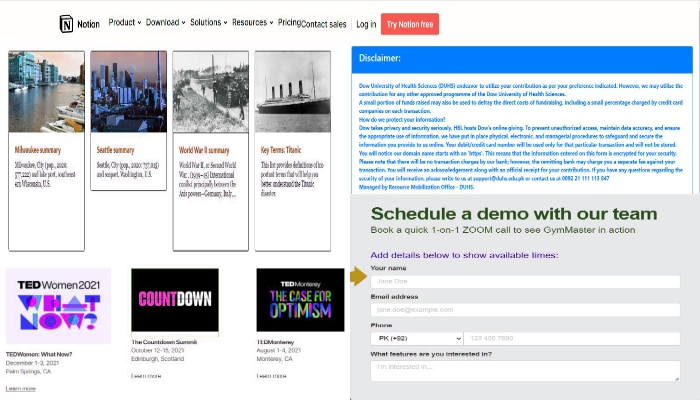 Notion
Product Download Solutions Resources Pricing Contact sales Log in Try Notion free
Milwaukee summary
Milwaukee, City (pop., 2020:
577,222) and lake port, southeast-
ern Wisconsin, U.S.
Seattle summary
Seattle, City (pop., 2020: 737,015)
and seaport, Washington, U.S.
World War II summary
World War II, or Second World
War, (1939–45) International
conflict principally between the
Axis powers—Germany, Italy,...
Key Terms: Titanic
This list provides definitions of im-
portant terms that will help you
better understand the Titanic
disaster.
Disclaimer:
Dow University of Health Sciences (DUHS) endeavor to utilize your contribution as per your preference indicated. However, we may utilize the
contribution for any other approved programme of the Dow University of Health Sciences.
A small portion of funds raised may also be used to defray the direct costs of fundraising, including a small percentage charged by credit card
companies on each transaction.
How do we protect your information?
Dow takes privacy and security seriously. HBL hosts Dow's online giving. To prevent unauthorized access, maintain data accuracy, and ensure
the appropriate use of information, we have put in place physical, electronic, and managerial procedures to safeguard and secure the
information you provide to us online. Your debit/credit card number will be used only for that particular transaction and will not be stored.
You will notice our domain name starts with an 'https'. This means that the information entered on this form is encrypted for your security.
Please note that there will be no transaction charges by our bank; however, the remitting bank may charge you a separate fee against your
transaction. You will receive an acknowledgement along with an official receipt for your contribution. If you have any questions regarding the
security of your information, please write to us at support@duhs.edu.pk or contact us at 0092 21 111 113 847
Managed by Resource Mobilization Office - DUHS.
Schedule a demo with our team
Book a quick 1-on-1 ZOOM call to see GymMaster in action
Add details below to show available times:
Your name
Jane Doe
Email address
jane.doe@example.com
Phone
PK (+92) 123 456 7890
What features are you interested in?
I'm interested in...
TEDWomen 2021
WHAT
NOW?
TEDWomen: What Now?
December 1-3, 2021
Palm Springs, CA
Learn more
COUNTDOWN
The Countdown Summit
October 12-15, 2021
Edinburgh, Scotland
Learn more
TEDMonterey
THE CASE FOR
OPTIMISM
TEDMonterey
August 1-4, 2021
Monterey, CA
Learn more